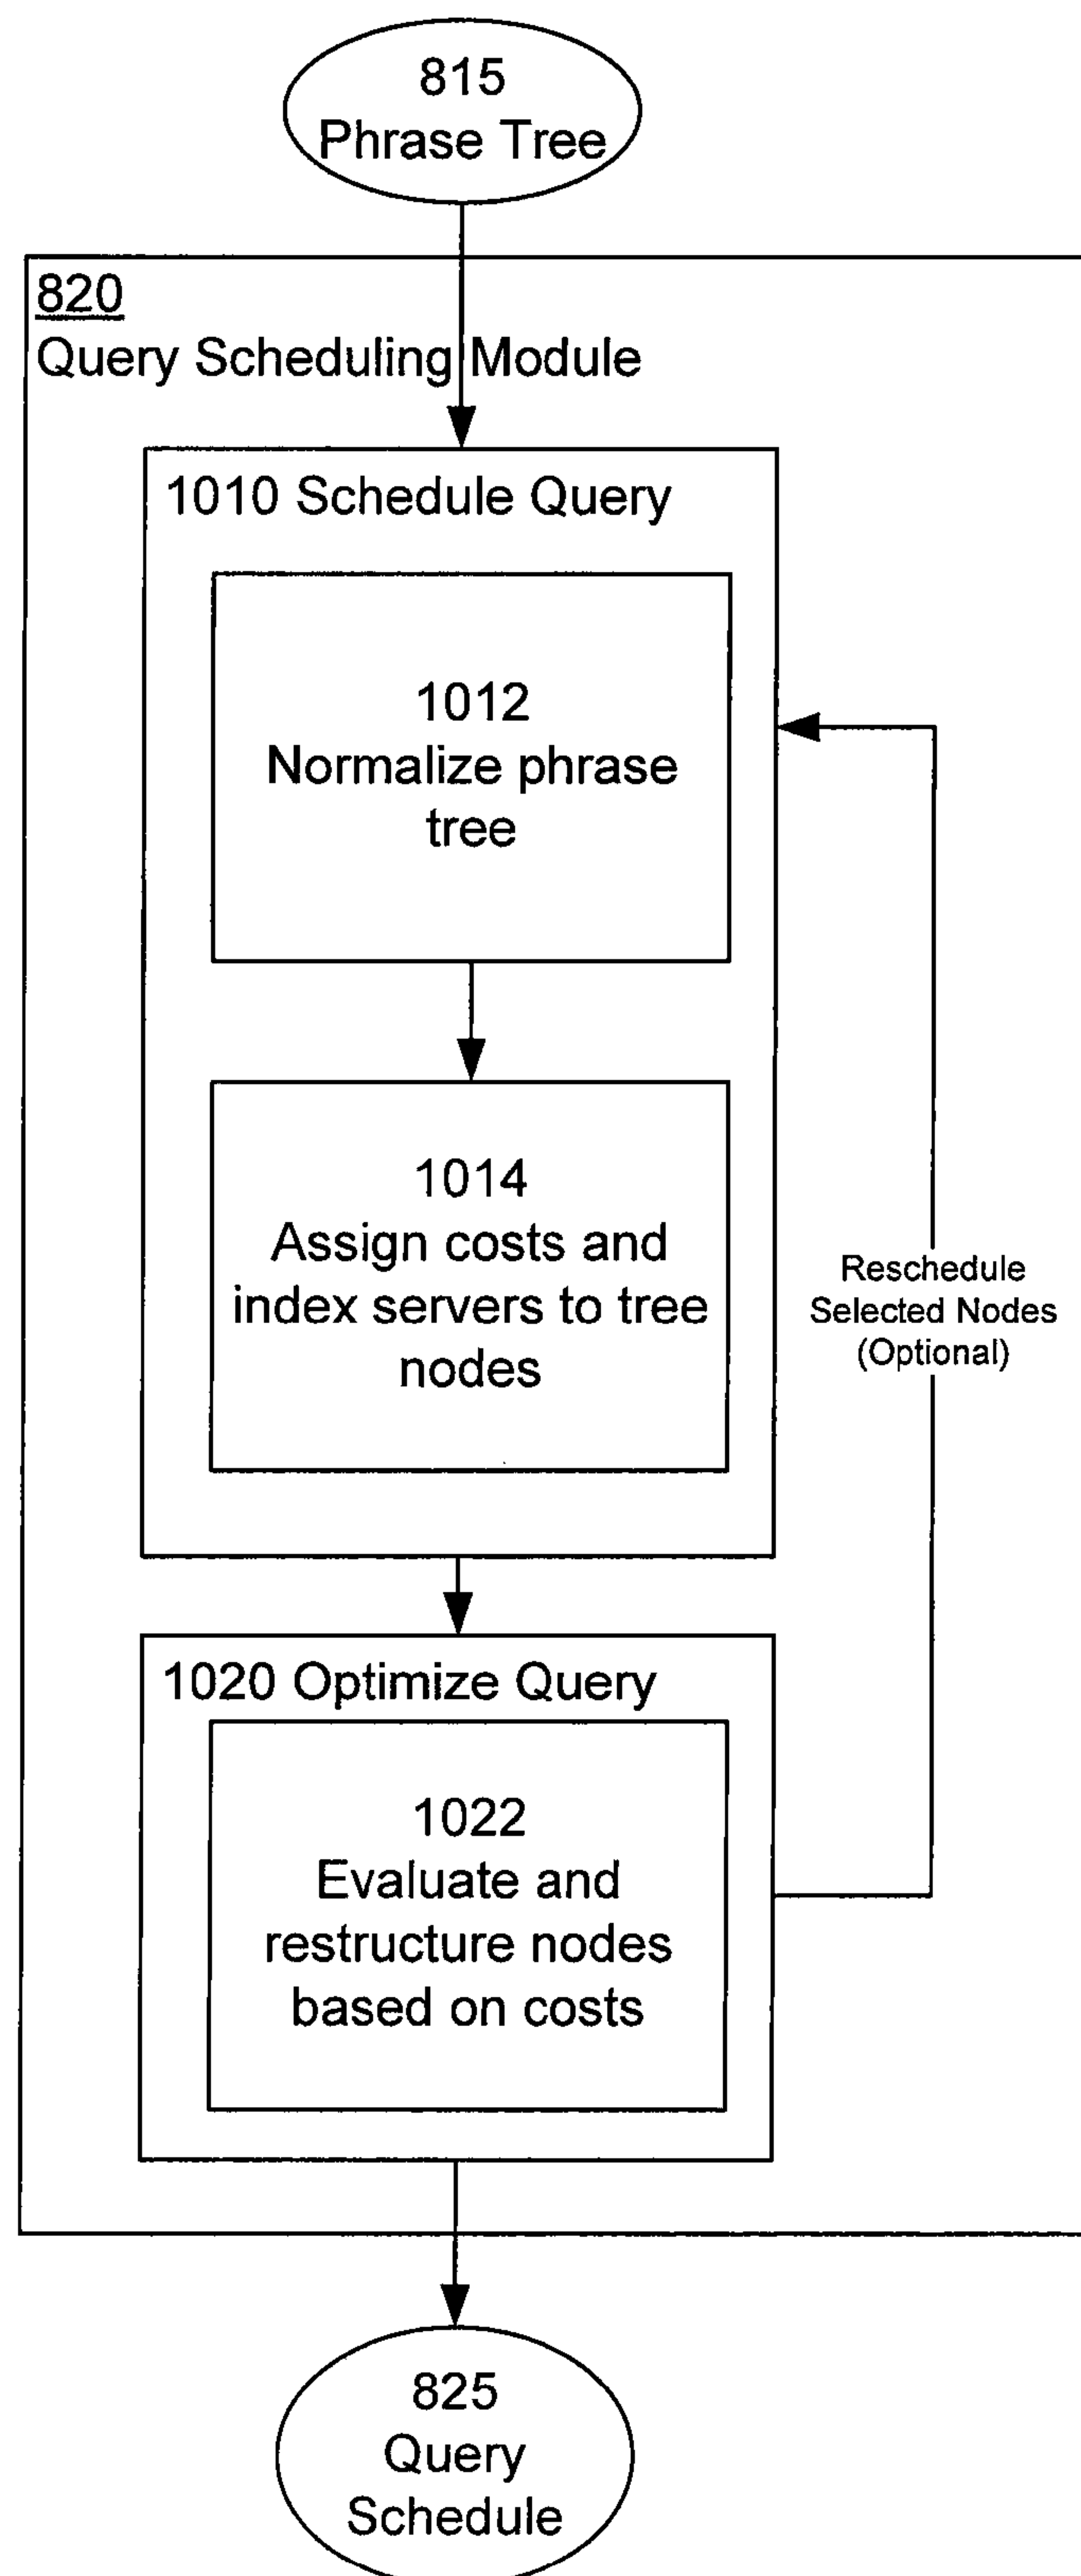 815
Phrase Tree
820
Query Scheduling Module
1010 Schedule Query
1012
Normalize phrase
tree
1014
Assign costs and
index servers to tree
nodes
Reschedule
Selected Nodes
(Optional)
1020 Optimize Query
1022
Evaluate and
restructure nodes
based on costs
825
Query
Schedule